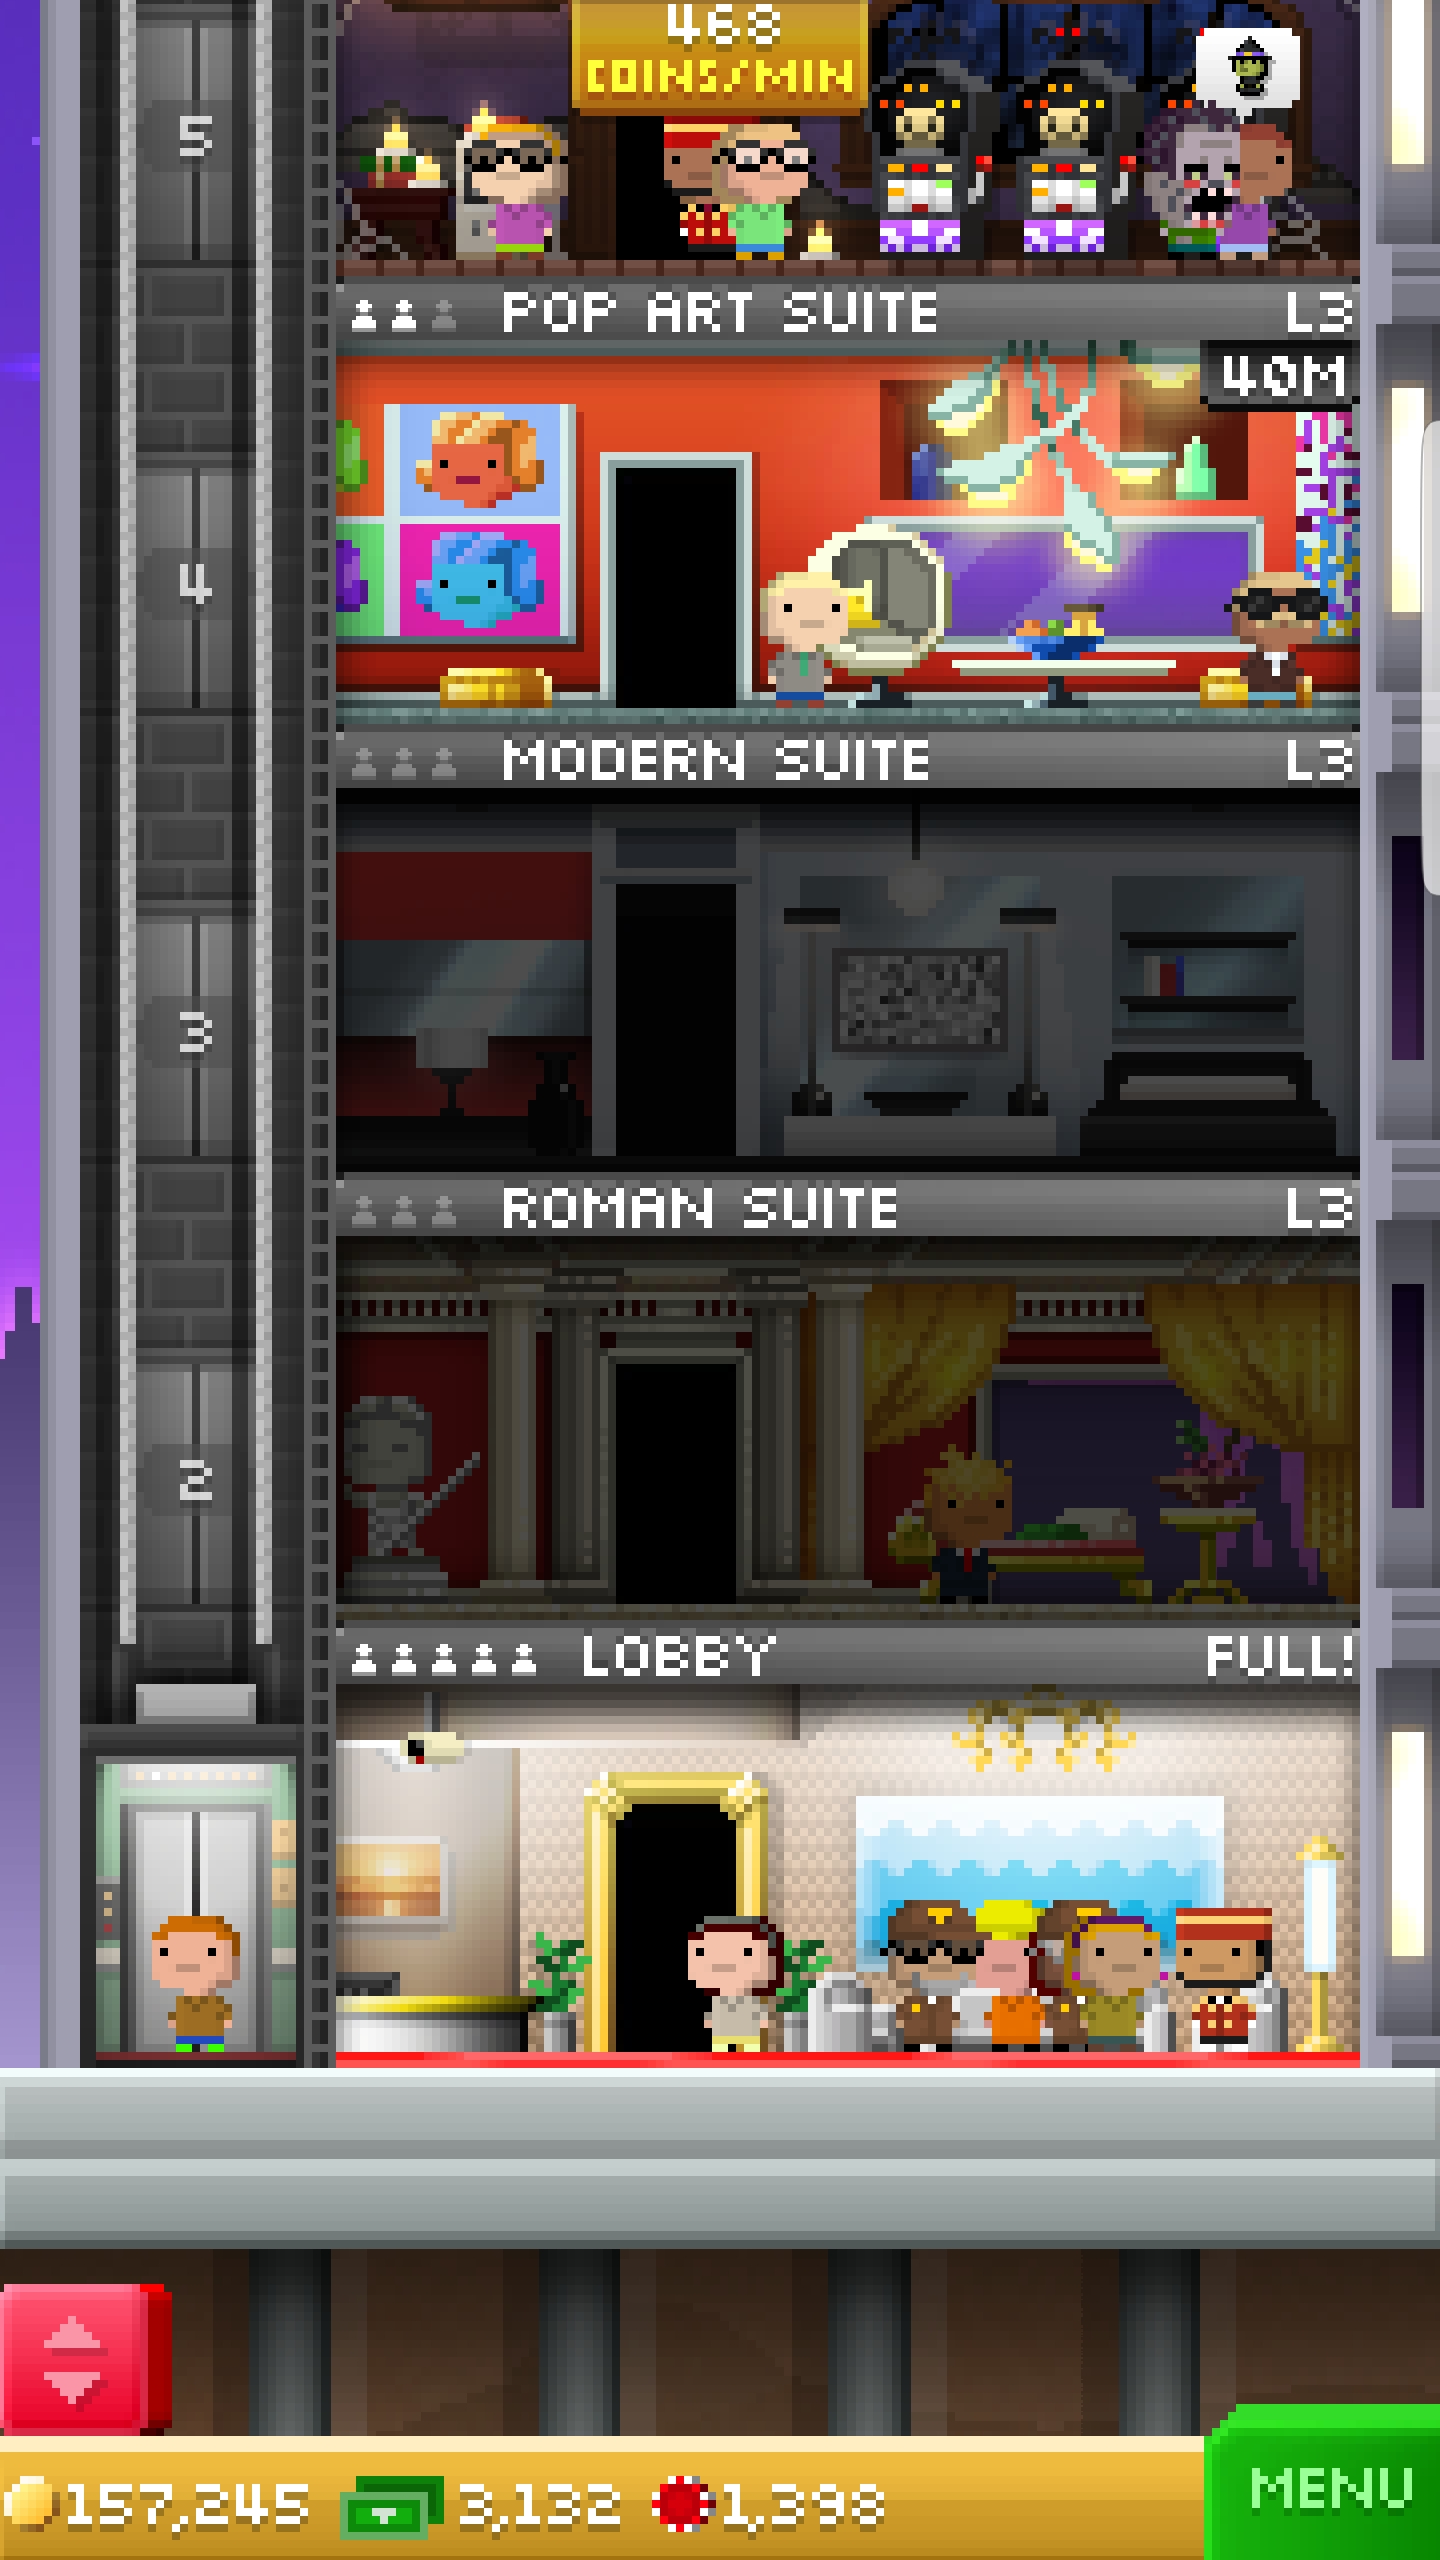 468
COINS/MIN
5
POP ART SUITE L3
40M
4
MODERN SUITE L3
3
ROMAN SUITE L3
2
LOBBY FULL!
MENU
157,245 3,132 1,398